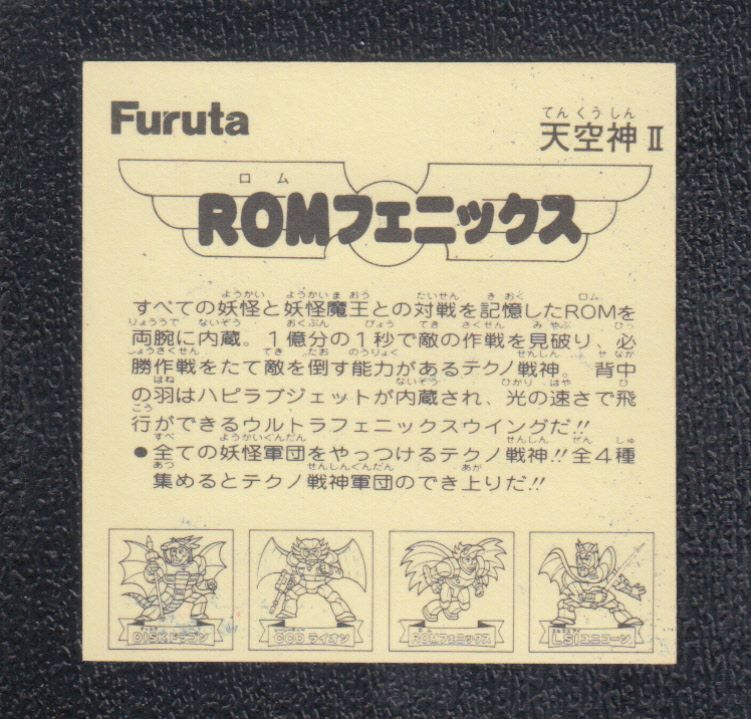 Furuta
てんくうしん
天空神 II
ロム
ROMフェニックス
ようかい ようかいまおう たいせん きおく ロム
すべての妖怪と妖怪魔王との対戦を記憶したROMを
りょううで ないぞう おくぶん びょう てき さくせん みやぶ ひっ
両腕に内蔵。1億分の1秒で敵の作戦を見破り、必
しょうさくせん てき たお のうりょく せんしん せなか
勝作戦をたて敵を倒す能力があるテクノ戦神。背中
はね ないぞう ひかり はや ひ
の羽はハピラブジェットが内蔵され、光の速さで飛
こう
行ができるウルトラフェニックスウイングだ!!
すべ ようかいぐんだん せんしん ぜん しゅ
●全ての妖怪軍団をやっつけるテクノ戦神!!全4種
あつ せんしんぐんだん あが
集めるとテクノ戦神軍団のでき上りだ!!
DISKドラゴン
CCDライオン
ROMフェニックス
LSIユニコーン